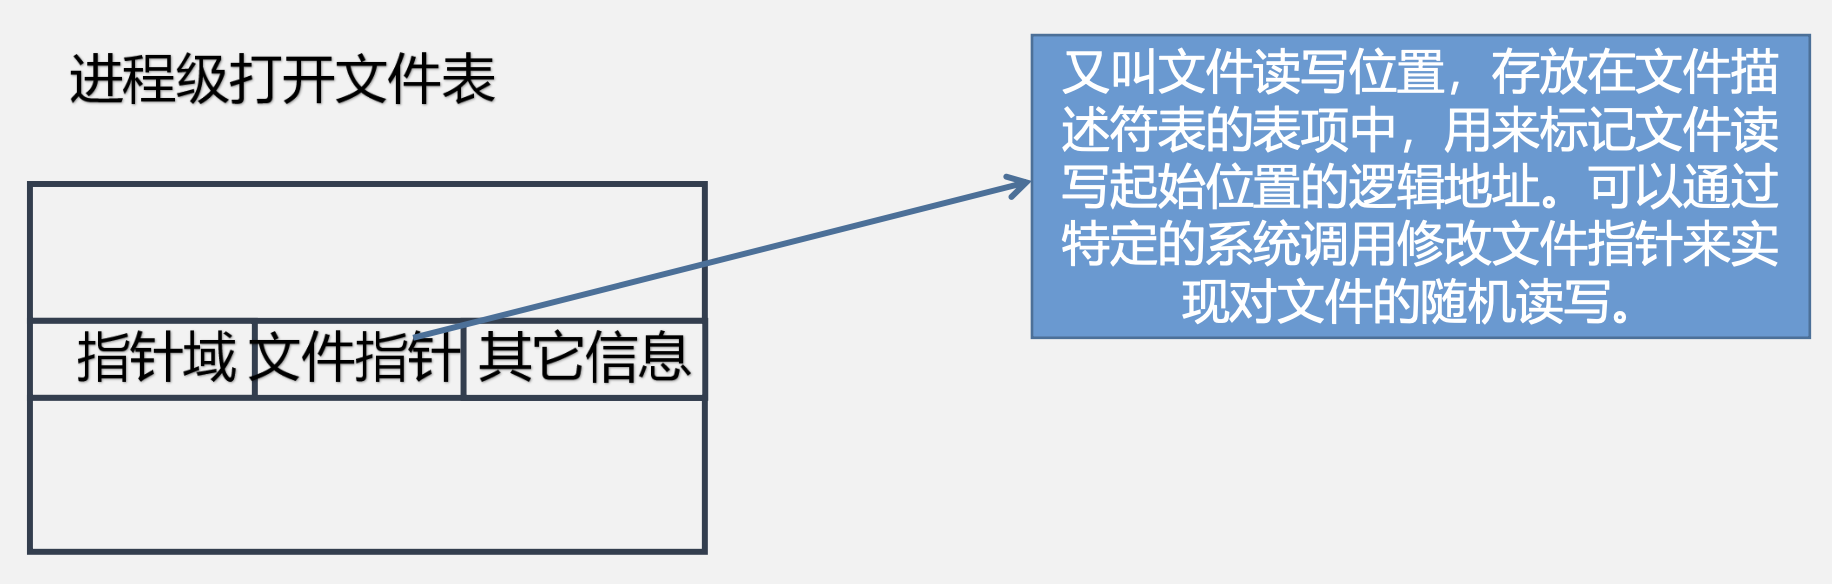 进程级打开文件表
又叫文件读写位置，存放在文件描
述符表的表项中，用来标记文件读
写起始位置的逻辑地址。可以通过
特定的系统调用修改文件指针来实
现对文件的随机读写。
指针域 文件指针 其它信息